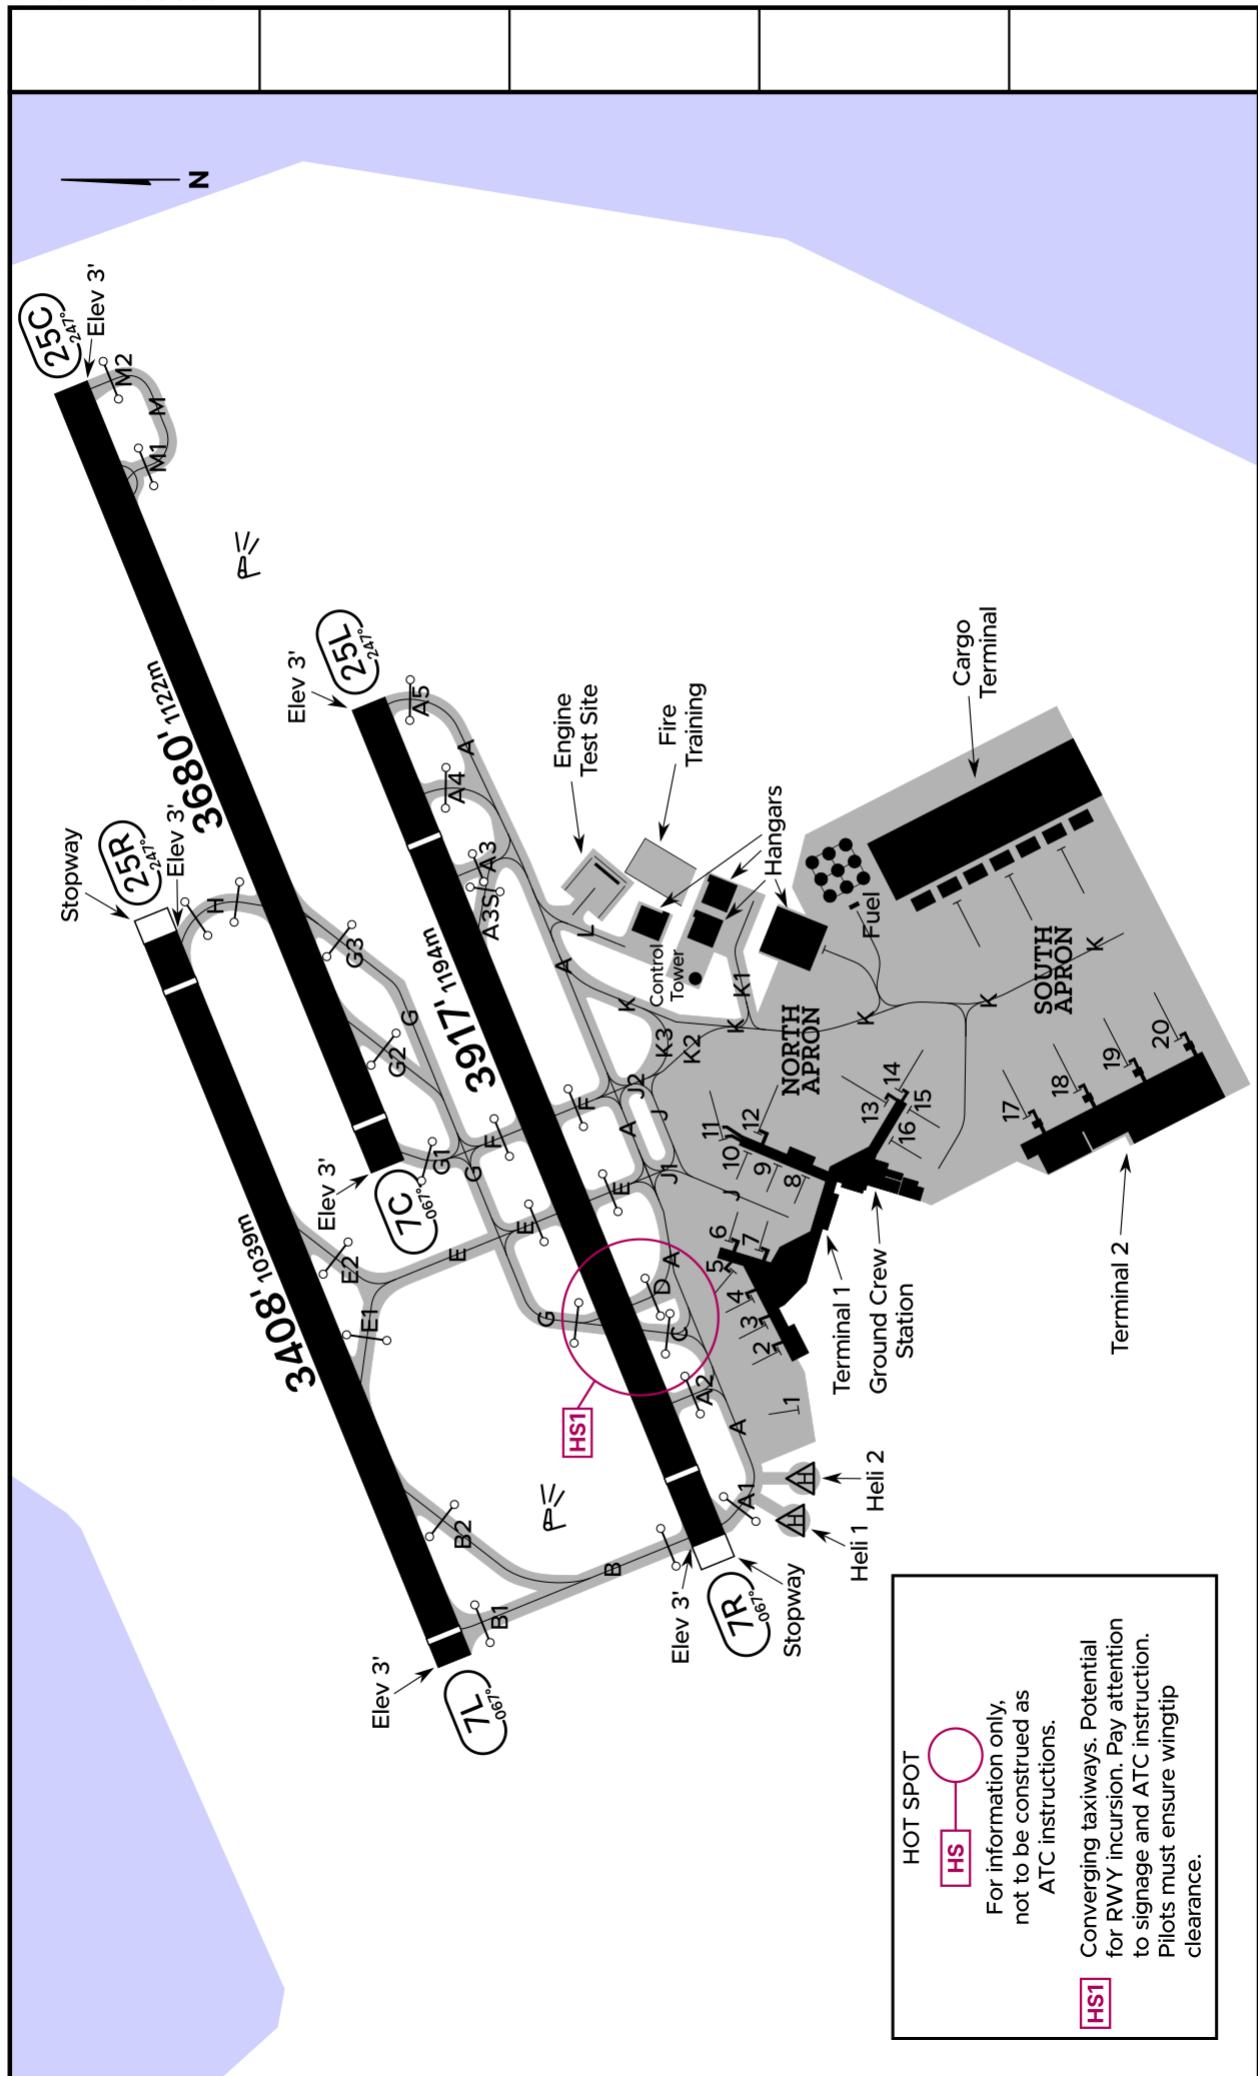 N
25C
247°
Elev 3'
M2
M
M1
3680' 1122m
Stopway
25R
247°
Elev 3'
H
G3
G
G2
Elev 3'
25L
247°
A5
A
A4
A3
A3S
3917' 1194m
Engine
Test Site
Fire
Training
Hangars
Cargo
Terminal
Fuel
L
A
Control
Tower
K
K1
K
K3
K2
K
K
K
SOUTH
APRON
NORTH
APRON
3408' 1039m
Elev 3'
7C
067°
G1
G
F
F
J2
J
A
E
E
J1
J
E
E2
E1
G
D
C
A
A2
A
A1
HS1
11
12
10
9
8
13
14
15
16
6
7
5
4
3
2
1
17
18
19
20
Terminal 1
Ground Crew
Station
Terminal 2
Heli 2
H
Heli 1
H
B2
B
B1
Elev 3'
7L
067°
Elev 3'
7R
067°
Stopway
HOT SPOT
HS
For information only,
not to be construed as
ATC instructions.
HS1
Converging taxiways. Potential
for RWY incursion. Pay attention
to signage and ATC instruction.
Pilots must ensure wingtip
clearance.